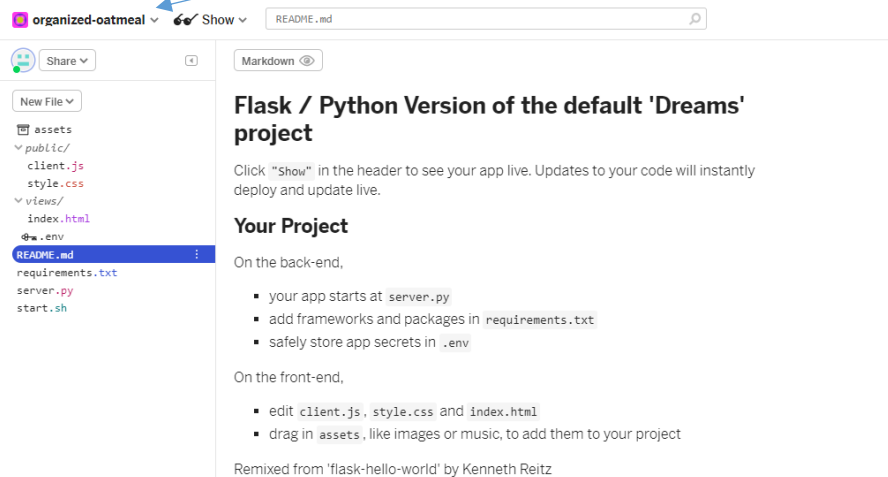 organized-oatmeal Show README.md
Share
Markdown
New File
assets
public/
client.js
style.css
views/
index.html
.env
README.md
requirements.txt
server.py
start.sh
Flask / Python Version of the default 'Dreams'
project
Click "Show" in the header to see your app live. Updates to your code will instantly
deploy and update live.
Your Project
On the back-end,
your app starts at server.py
add frameworks and packages in requirements.txt
safely store app secrets in .env
On the front-end,
edit client.js, style.css and index.html
drag in assets, like images or music, to add them to your project
Remixed from 'flask-hello-world' by Kenneth Reitz